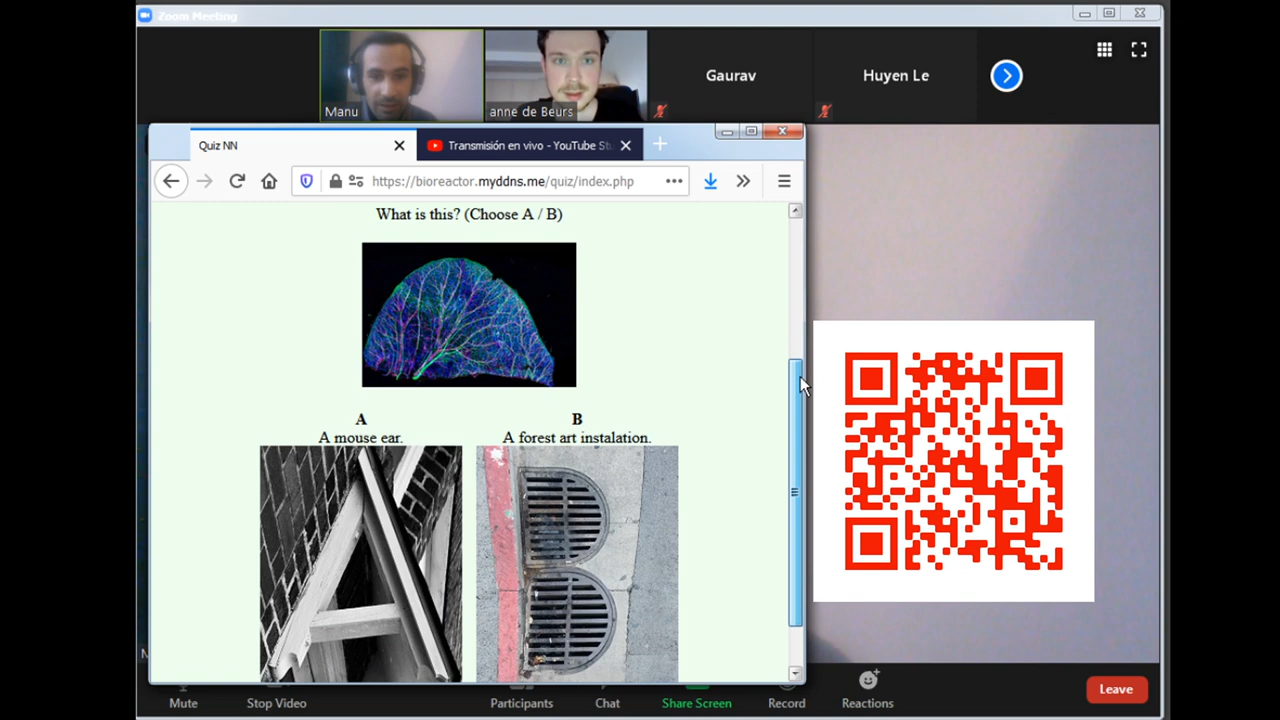 Zoom Meeting
Gaurav
Huyen Le
Manu
anne de Beurs
Quiz NN
Transmisión en vivo - YouTube St
https://bioreactor.myddns.me/quiz/index.php
What is this? (Choose A / B)
A
B
A mouse ear.
A forest art instalation.
Mute
Stop Video
Participants
Chat
Share Screen
Record
Reactions
Leave